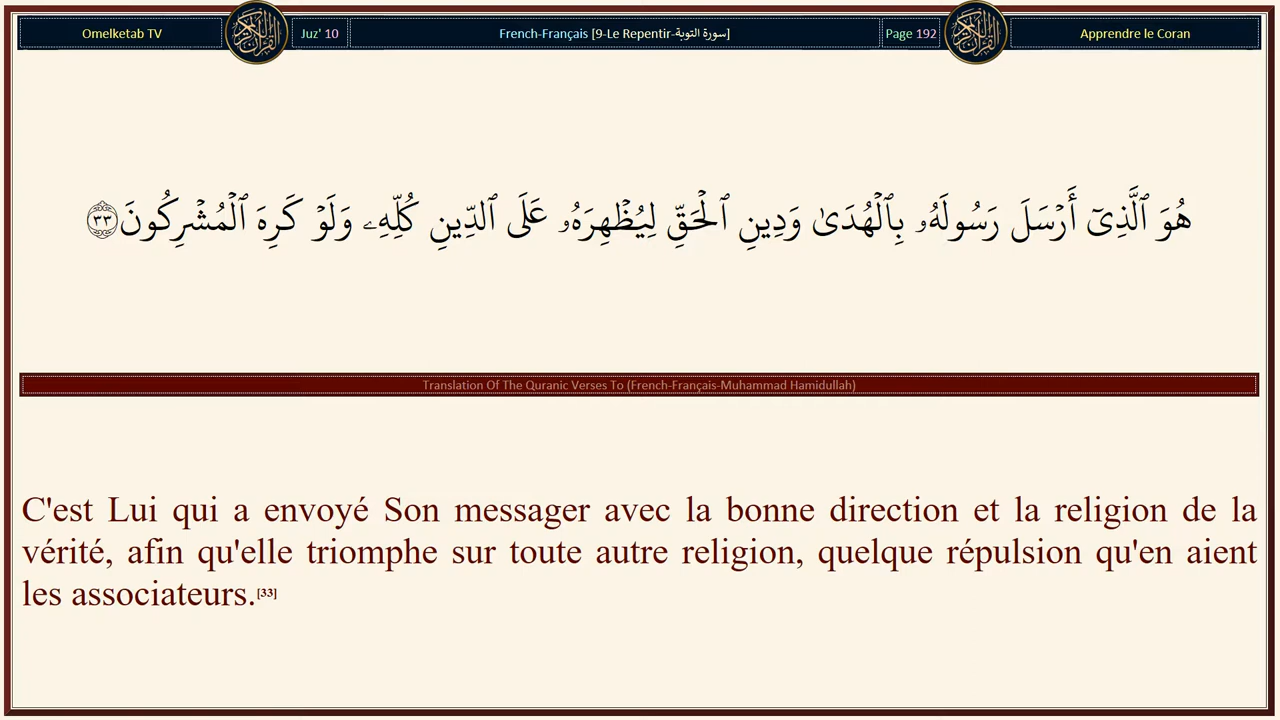 Omelketab TV
Juz' 10
French-Français [9-Le Repentir-سورة التوبة]
Page 192
Apprendre le Coran
هُوَ ٱلَّذِىٓ أَرْسَلَ رَسُولَهُۥ بِٱلْهُدَىٰ وَدِينِ ٱلْحَقِّ لِيُظْهِرَهُۥ عَلَى ٱلدِّينِ كُلِّهِۦ وَلَوْ كَرِهَ ٱلْمُشْرِكُونَ ٣٣
Translation Of The Quranic Verses To (French-Français-Muhammad Hamidullah)
C'est Lui qui a envoyé Son messager avec la bonne direction et la religion de la
vérité, afin qu'elle triomphe sur toute autre religion, quelque répulsion qu'en aient
les associateurs.[33]